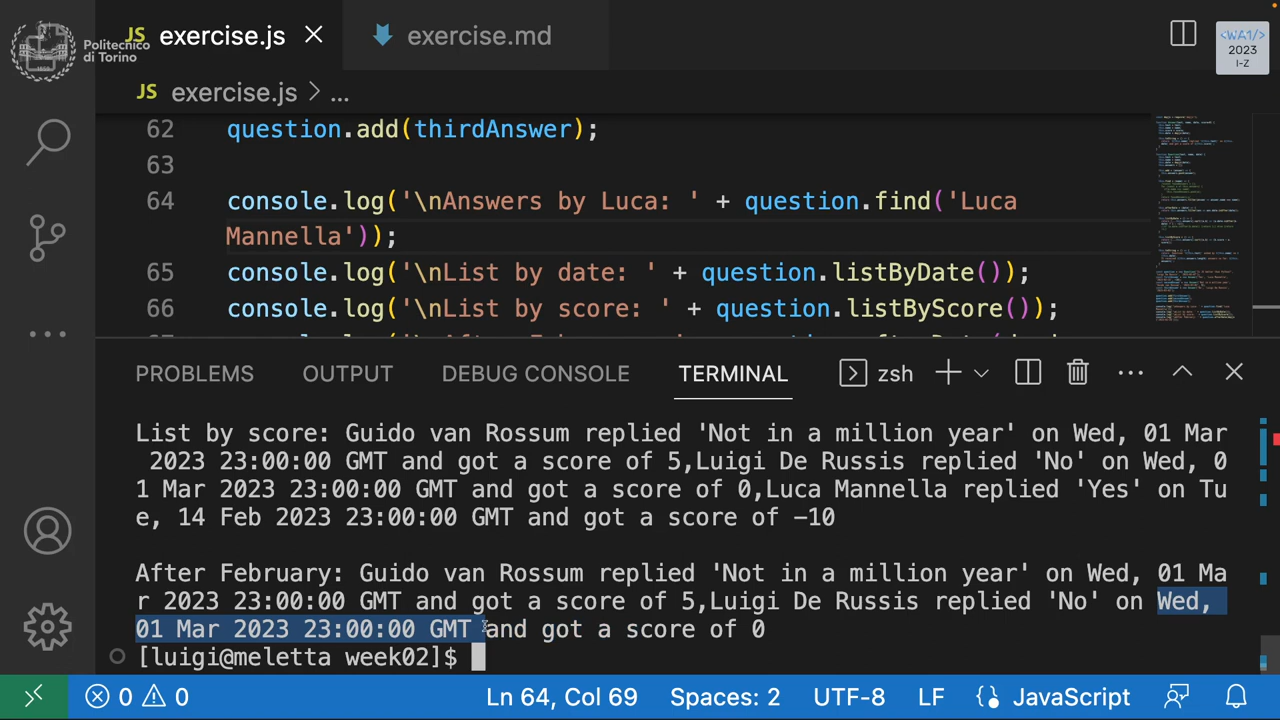 JS exercise.js
exercise.md
Politecnico
di Torino
<WA1/>
2023
I-Z
JS exercise.js > ...
62 question.add(thirdAnswer);
63
64 console.log('\nAnswers by Luca: ' + question.find('Luca
Mannella'));
65 console.log('\nList by date: ' + question.listByDate());
66 console.log('\nList by score: ' + question.listByScore());
PROBLEMS OUTPUT DEBUG CONSOLE TERMINAL zsh
List by score: Guido van Rossum replied 'Not in a million year' on Wed, 01 Mar
2023 23:00:00 GMT and got a score of 5,Luigi De Russis replied 'No' on Wed, 0
1 Mar 2023 23:00:00 GMT and got a score of 0,Luca Mannella replied 'Yes' on Tu
e, 14 Feb 2023 23:00:00 GMT and got a score of -10
After February: Guido van Rossum replied 'Not in a million year' on Wed, 01 Ma
r 2023 23:00:00 GMT and got a score of 5,Luigi De Russis replied 'No' on Wed,
01 Mar 2023 23:00:00 GMT and got a score of 0
[luigi@meletta week02]$
0 0 Ln 64, Col 69 Spaces: 2 UTF-8 LF JavaScript